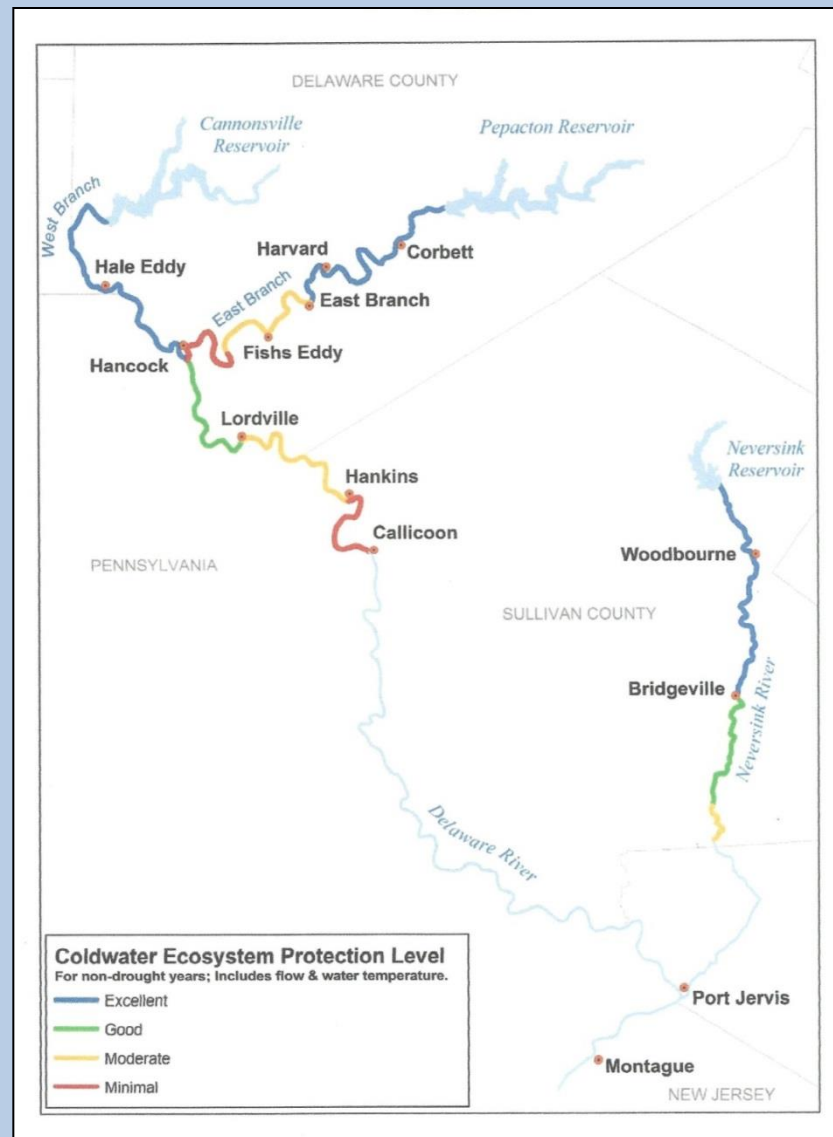 DELAWARE COUNTY
Cannonsville
Reservoir
Pepacton Reservoir
West Branch
Harvard
Corbett
Hale Eddy
East Branch
East Branch
Fishs Eddy
Hancock
Lordville
Neversink
Reservoir
Hankins
Callicoon
Woodbourne
PENNSYLVANIA
SULLIVAN COUNTY
Bridgeville
Neversink River
Delaware River
Coldwater Ecosystem Protection Level
For non-drought years; Includes flow & water temperature.
Excellent
Good
Moderate
Minimal
Port Jervis
Montague
NEW JERSEY